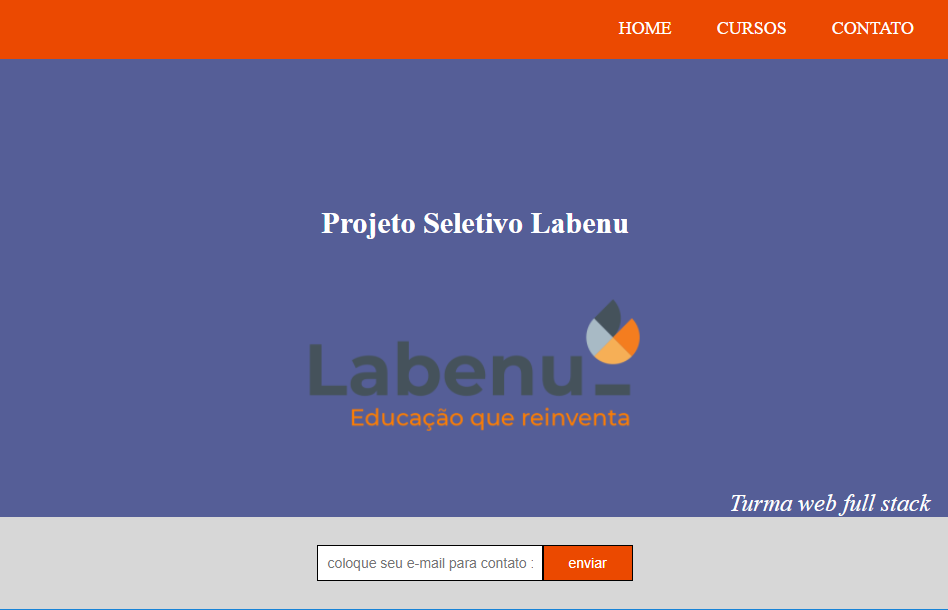 HOME CURSOS CONTATO
Projeto Seletivo Labenu
Labenu_
Educação que reinventa
Turma web full stack
coloque seu e-mail para contato : enviar